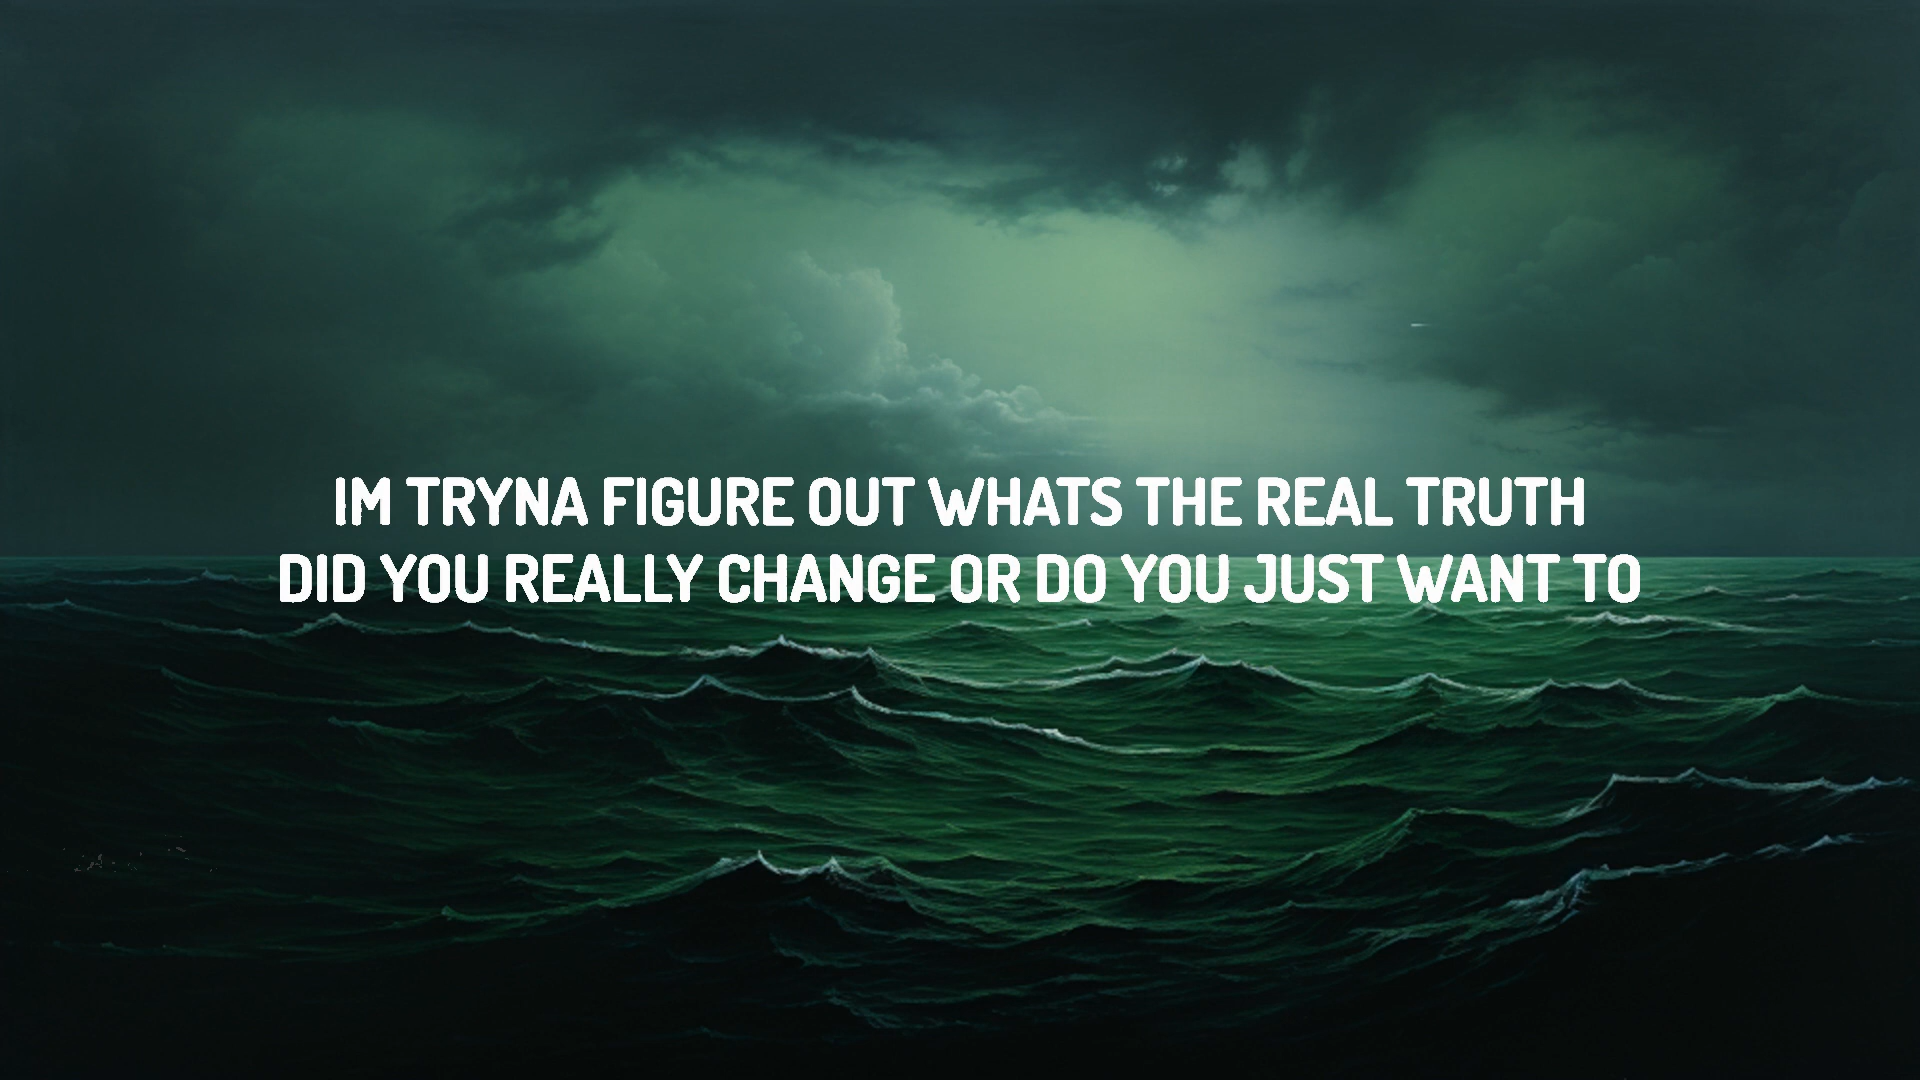 IM TRYNA FIGURE OUT WHATS THE REAL TRUTH
DID YOU REALLY CHANGE OR DO YOU JUST WANT TO